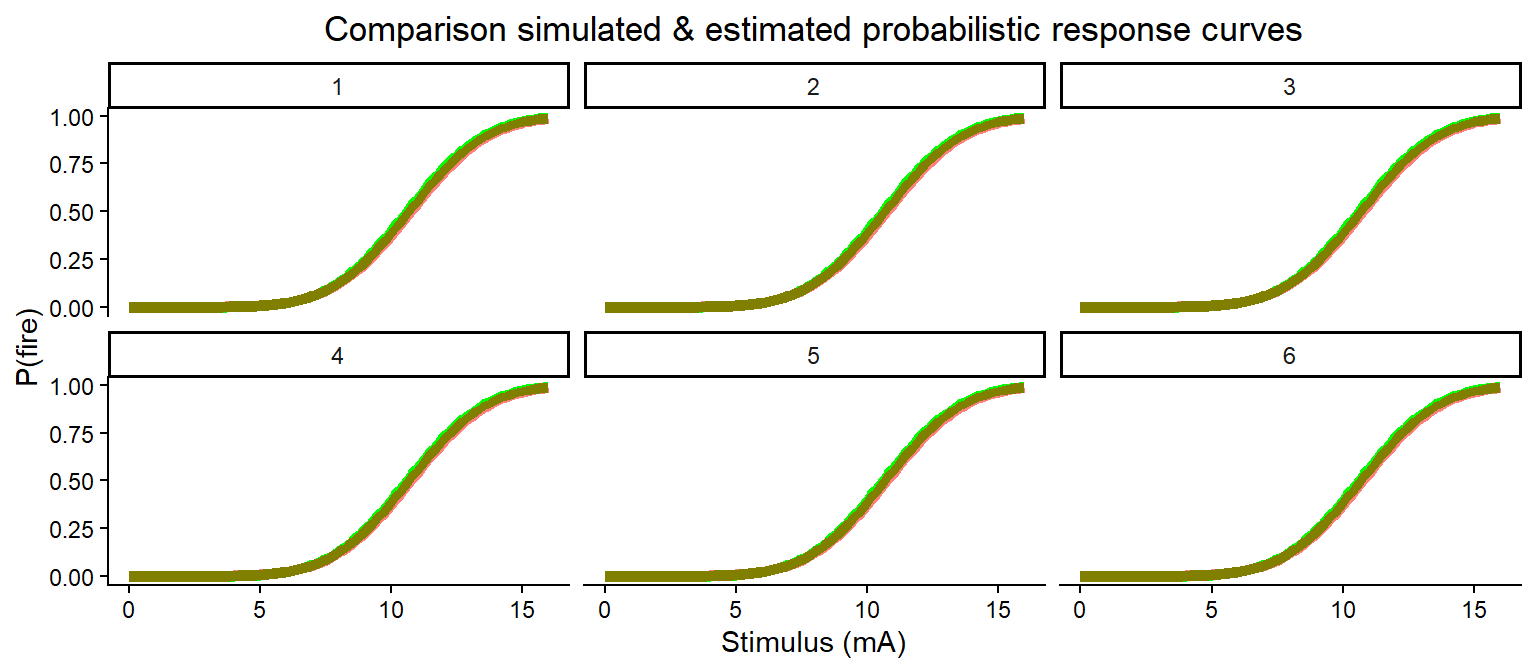 Comparison simulated & estimated probabilistic response curves
1 2 3
1.00
0.75
0.50
0.25
0.00
P(fire)
4 5 6
1.00
0.75
0.50
0.25
0.00
0 5 10 15 0 5 10 15 0 5 10 15
Stimulus (mA)